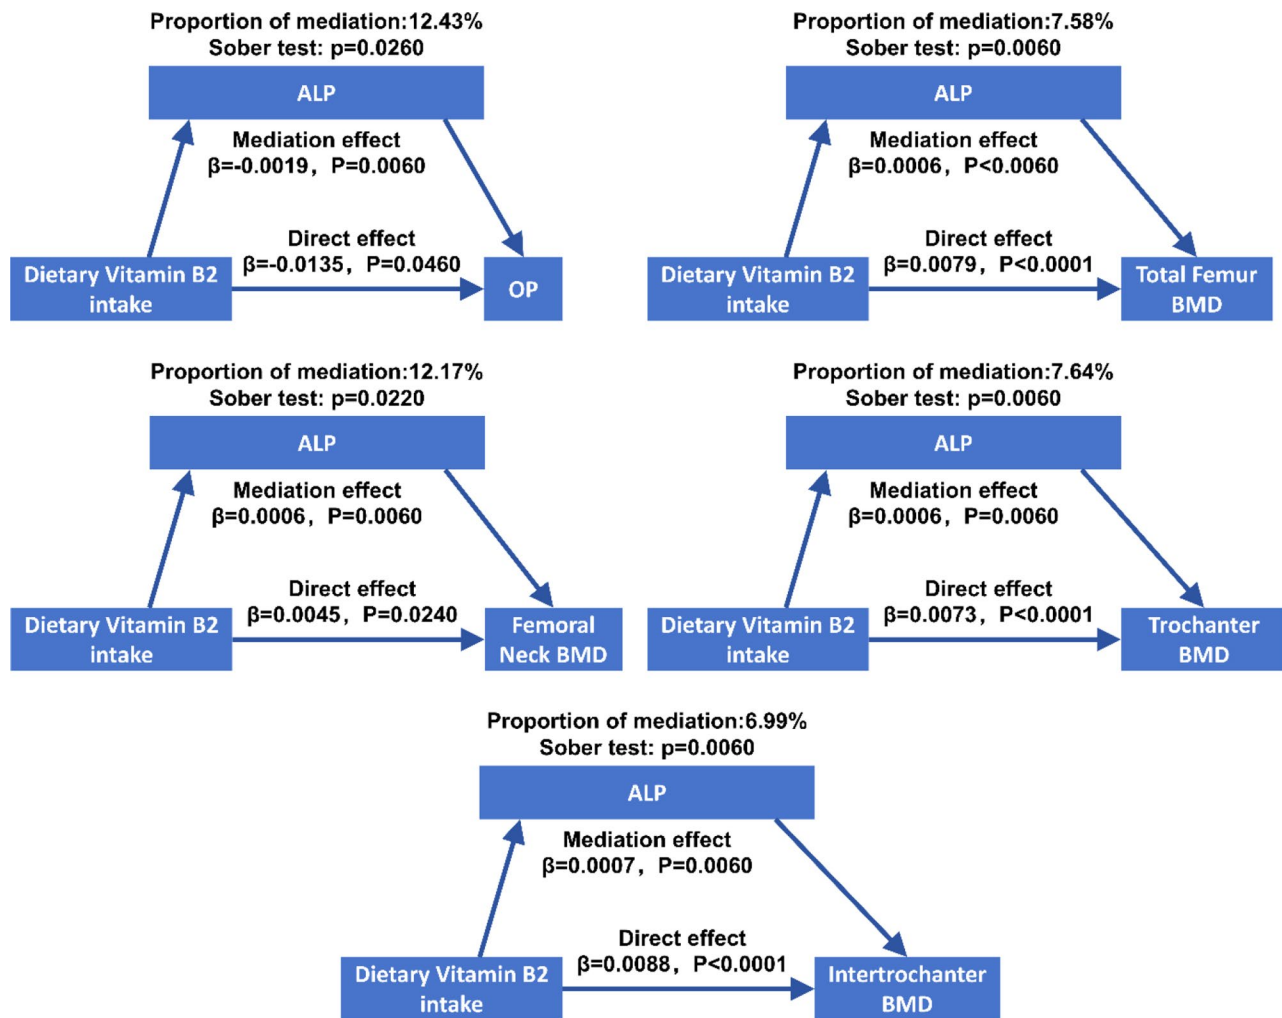 Proportion of mediation:12.43%
Sober test: p=0.0260
ALP
Mediation effect
β=-0.0019, P=0.0060
Direct effect
β=-0.0135, P=0.0460
Dietary Vitamin B2
intake
OP
Proportion of mediation:7.58%
Sober test: p=0.0060
ALP
Mediation effect
β=0.0006, P<0.0060
Direct effect
β=0.0079, P<0.0001
Dietary Vitamin B2
intake
Total Femur
BMD
Proportion of mediation:12.17%
Sober test: p=0.0220
ALP
Mediation effect
β=0.0006, P=0.0060
Direct effect
β=0.0045, P=0.0240
Dietary Vitamin B2
intake
Femoral
Neck BMD
Proportion of mediation:7.64%
Sober test: p=0.0060
ALP
Mediation effect
β=0.0006, P=0.0060
Direct effect
β=0.0073, P<0.0001
Dietary Vitamin B2
intake
Trochanter
BMD
Proportion of mediation:6.99%
Sober test: p=0.0060
ALP
Mediation effect
β=0.0007, P=0.0060
Direct effect
β=0.0088, P<0.0001
Dietary Vitamin B2
intake
Intertrochanter
BMD